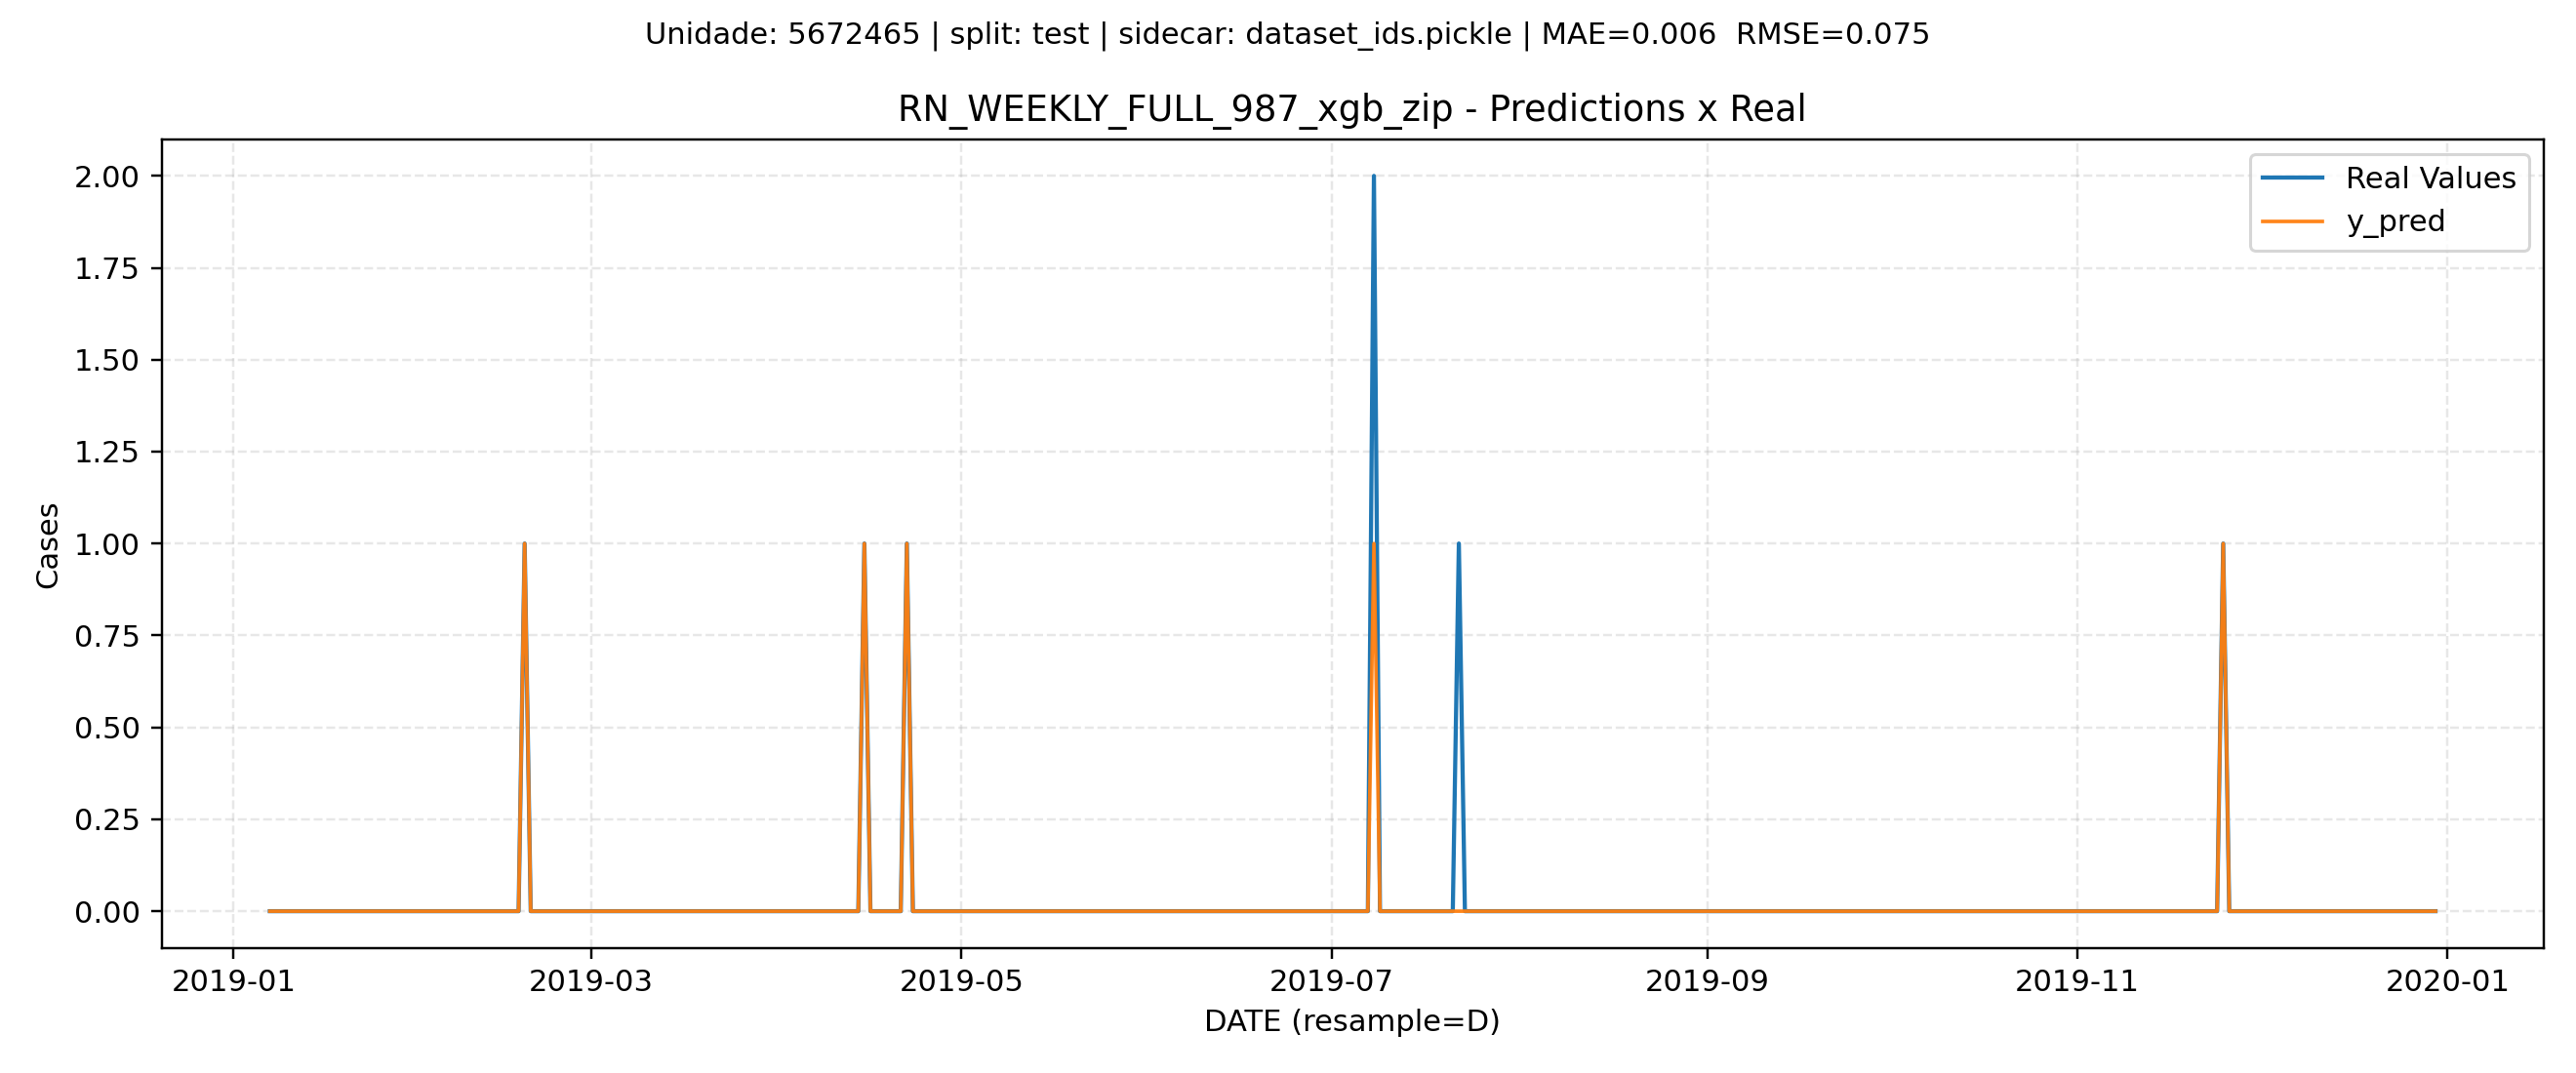 Unidade: 5672465 | split: test | sidecar: dataset_ids.pickle | MAE=0.006  RMSE=0.075
RN_WEEKLY_FULL_987_xgb_zip - Predictions x Real
Real Values
y_pred
2.00
1.75
1.50
1.25
1.00
0.75
0.50
0.25
0.00
Cases
2019-01
2019-03
2019-05
2019-07
2019-09
2019-11
2020-01
DATE (resample=D)